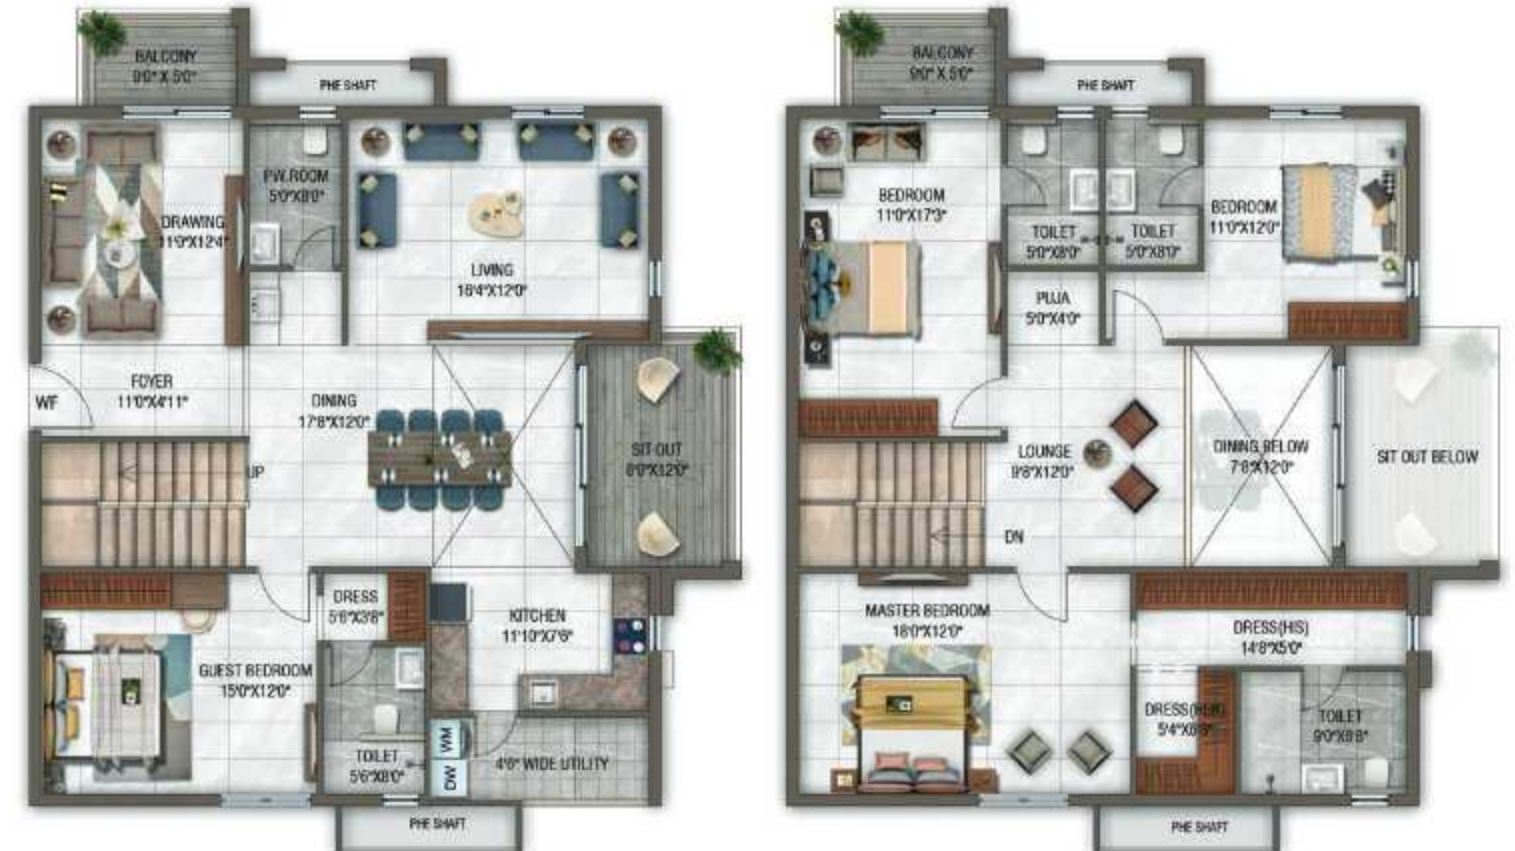 BALCONY
9'0" X 5'0"
PHE SHAFT
PW.ROOM
5'0"X8'0"
DRAWING
11'0"X12'4"
LIVING
16'4"X12'0"
FOYER
11'0"X4'11"
WF
DINING
17'8"X12'0"
UP
SIT OUT
6'0"X12'0"
DRESS
5'6"X3'8"
KITCHEN
11'10"X7'6"
GUEST BEDROOM
15'0"X12'0"
TOILET
5'6"X8'0"
WM
DW
4'6" WIDE UTILITY
PHE SHAFT
BALCONY
9'0" X 5'0"
PHE SHAFT
BEDROOM
11'0"X17'3"
BEDROOM
11'0"X12'0"
TOILET
5'0"X8'0"
TOILET
5'0"X8'0"
PUJA
5'0"X4'0"
LOUNGE
9'8"X12'0"
DINING BELOW
7'8"X12'0"
SIT OUT BELOW
DN
MASTER BEDROOM
18'0"X12'0"
DRESS(HIS)
14'8"X5'0"
DRESS(HER)
TOILET
PHE SHAFT